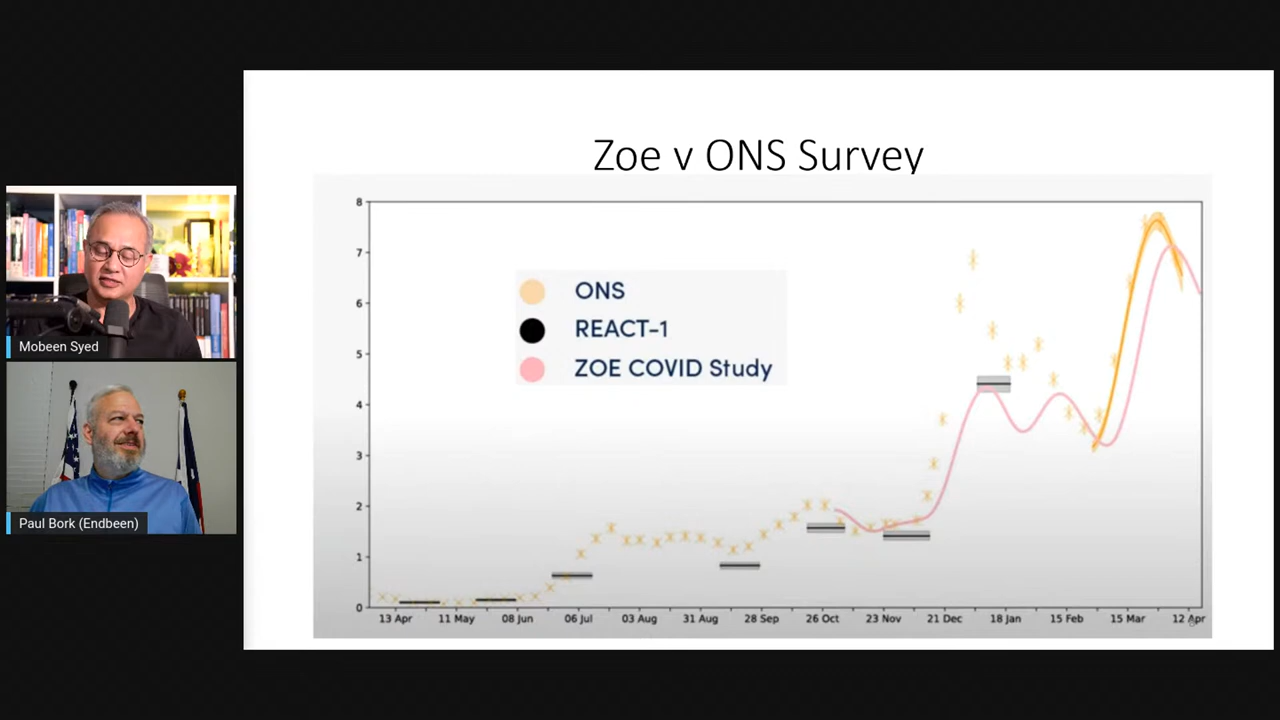 Zoe v ONS Survey
ONS
REACT-1
ZOE COVID Study
8
7
6
5
4
3
2
1
0
13 Apr 11 May 08 Jun 06 Jul 03 Aug 31 Aug 28 Sep 26 Oct 23 Nov 21 Dec 18 Jan 15 Feb 15 Mar 12 Apr
Mobeen Syed
Paul Bork (Endbeen)